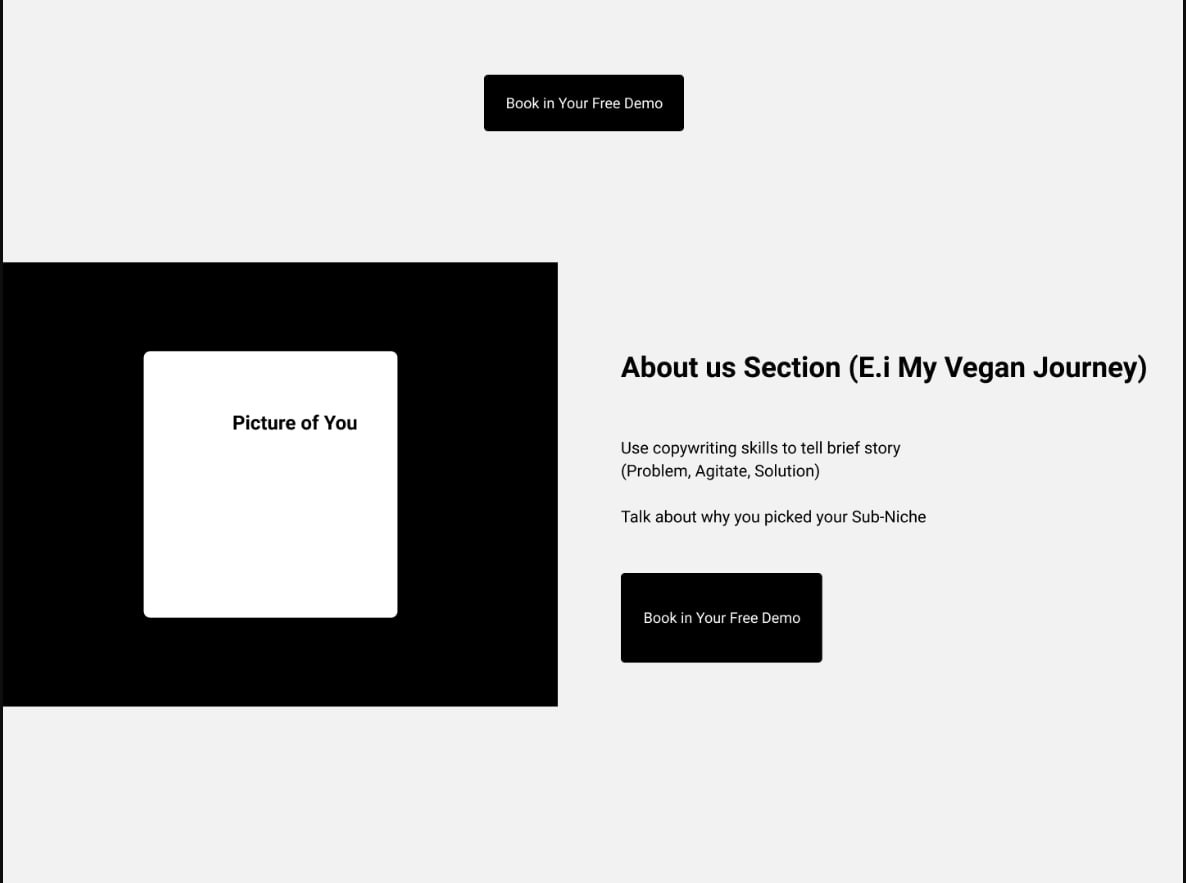 Book in Your Free Demo
Picture of You
About us Section (E.i My Vegan Journey)
Use copywriting skills to tell brief story
(Problem, Agitate, Solution)
Talk about why you picked your Sub-Niche
Book in Your Free Demo